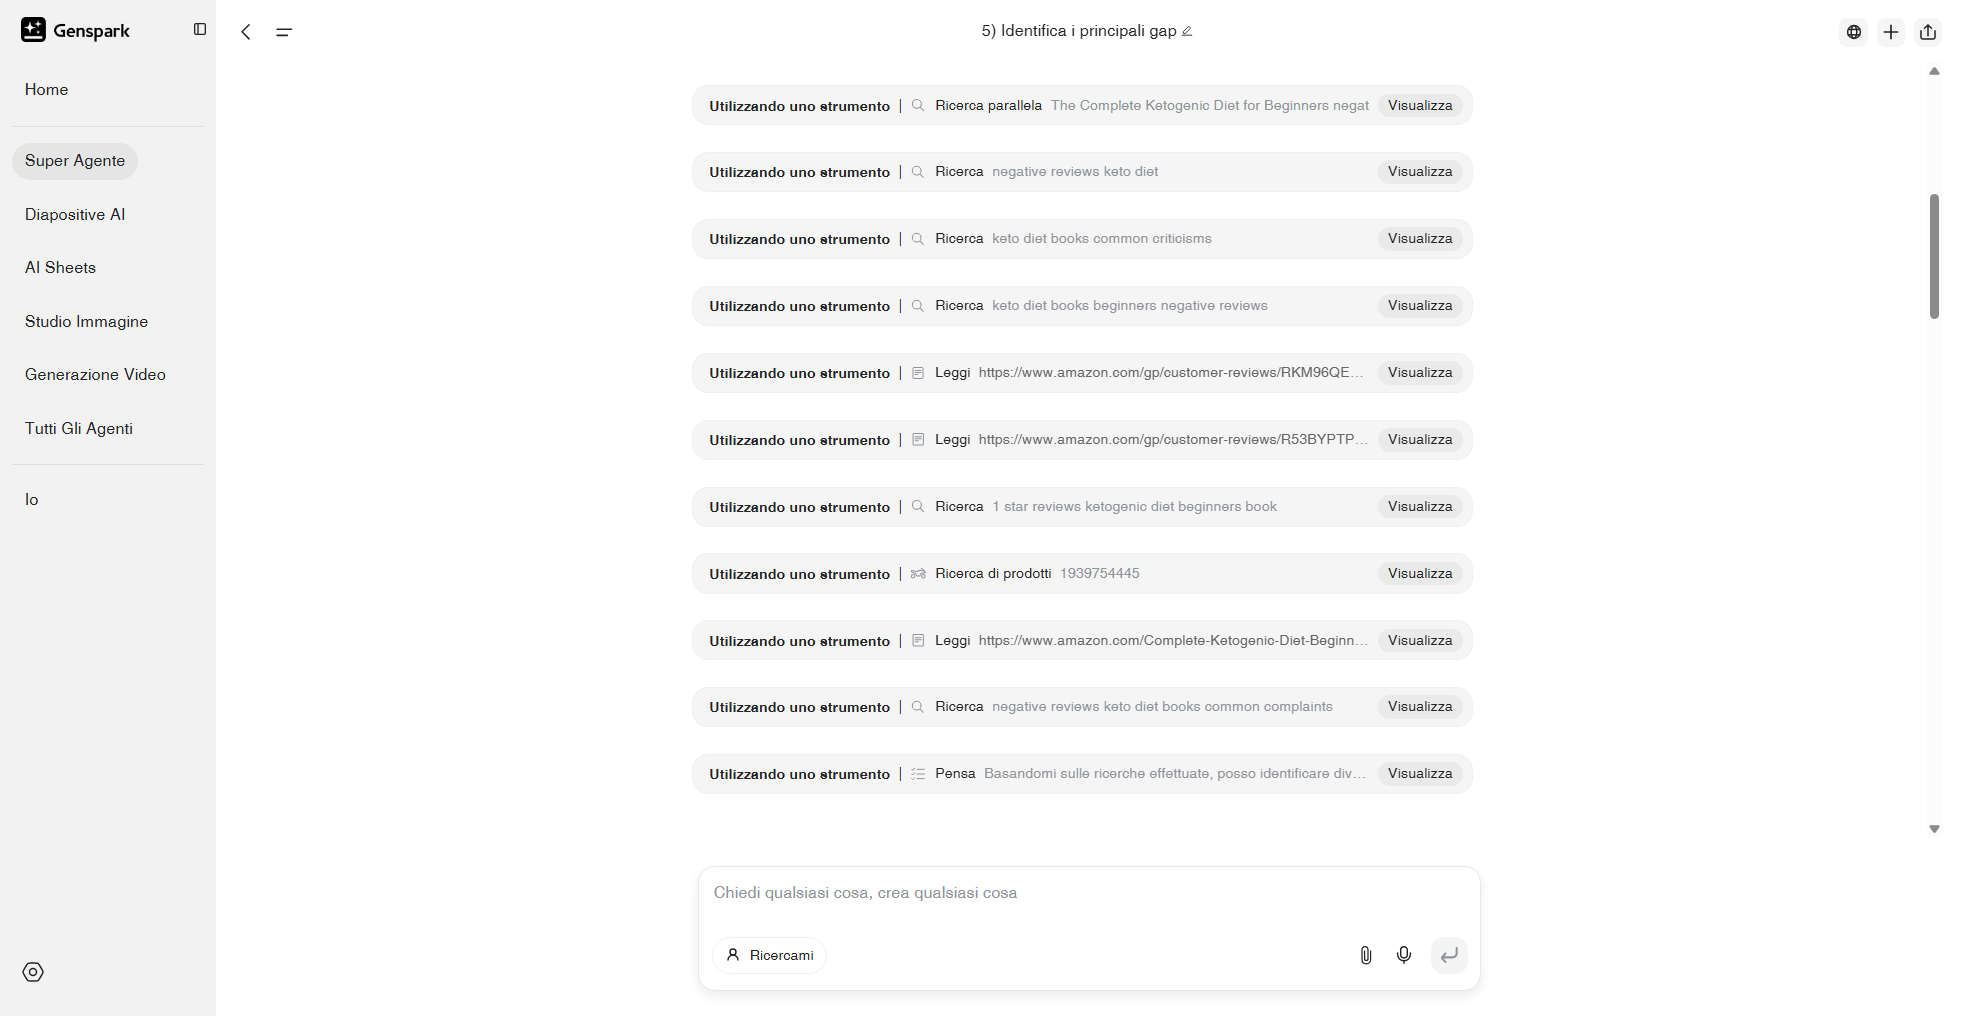 Genspark
5) Identifica i principali gap
Home
Super Agente
Diapositive AI
AI Sheets
Studio Immagine
Generazione Video
Tutti Gli Agenti
Io
Utilizzando uno strumento | Ricerca parallela The Complete Ketogenic Diet for Beginners negat Visualizza
Utilizzando uno strumento | Ricerca negative reviews keto diet Visualizza
Utilizzando uno strumento | Ricerca keto diet books common criticisms Visualizza
Utilizzando uno strumento | Ricerca keto diet books beginners negative reviews Visualizza
Utilizzando uno strumento | Leggi https://www.amazon.com/gp/customer-reviews/RKM96QE... Visualizza
Utilizzando uno strumento | Leggi https://www.amazon.com/gp/customer-reviews/R53BYPTP... Visualizza
Utilizzando uno strumento | Ricerca 1 star reviews ketogenic diet beginners book Visualizza
Utilizzando uno strumento | Ricerca di prodotti 1939754445 Visualizza
Utilizzando uno strumento | Leggi https://www.amazon.com/Complete-Ketogenic-Diet-Beginn... Visualizza
Utilizzando uno strumento | Ricerca negative reviews keto diet books common complaints Visualizza
Utilizzando uno strumento | Pensa Basandomi sulle ricerche effettuate, posso identificare div... Visualizza
Chiedi qualsiasi cosa, crea qualsiasi cosa
Ricercami